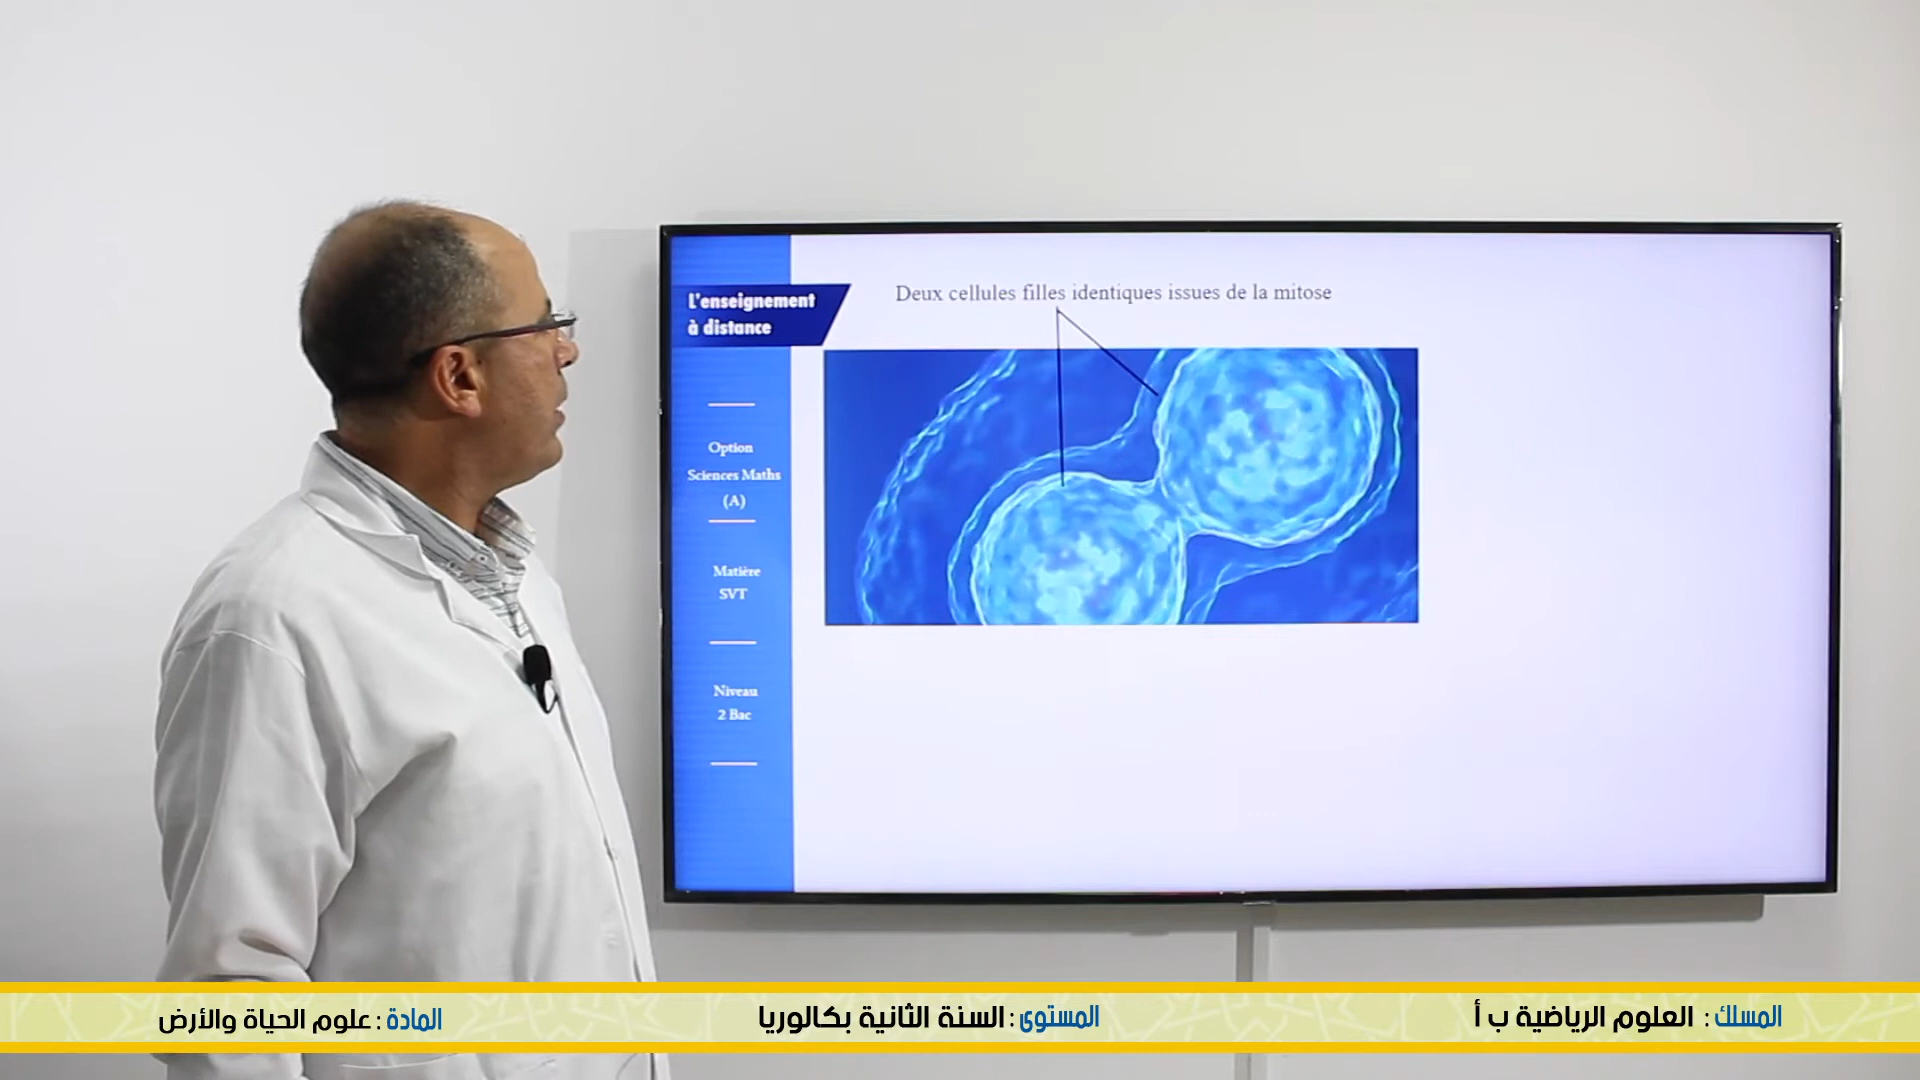 L'enseignement
à distance
Deux cellules filles identiques issues de la mitose
Option
Sciences Maths
(A)
Matière
SVT
Niveau
2 Bac
المسلك : العلوم الرياضية ب أ
المستوى : السنة الثانية بكالوريا
المادة : علوم الحياة والأرض